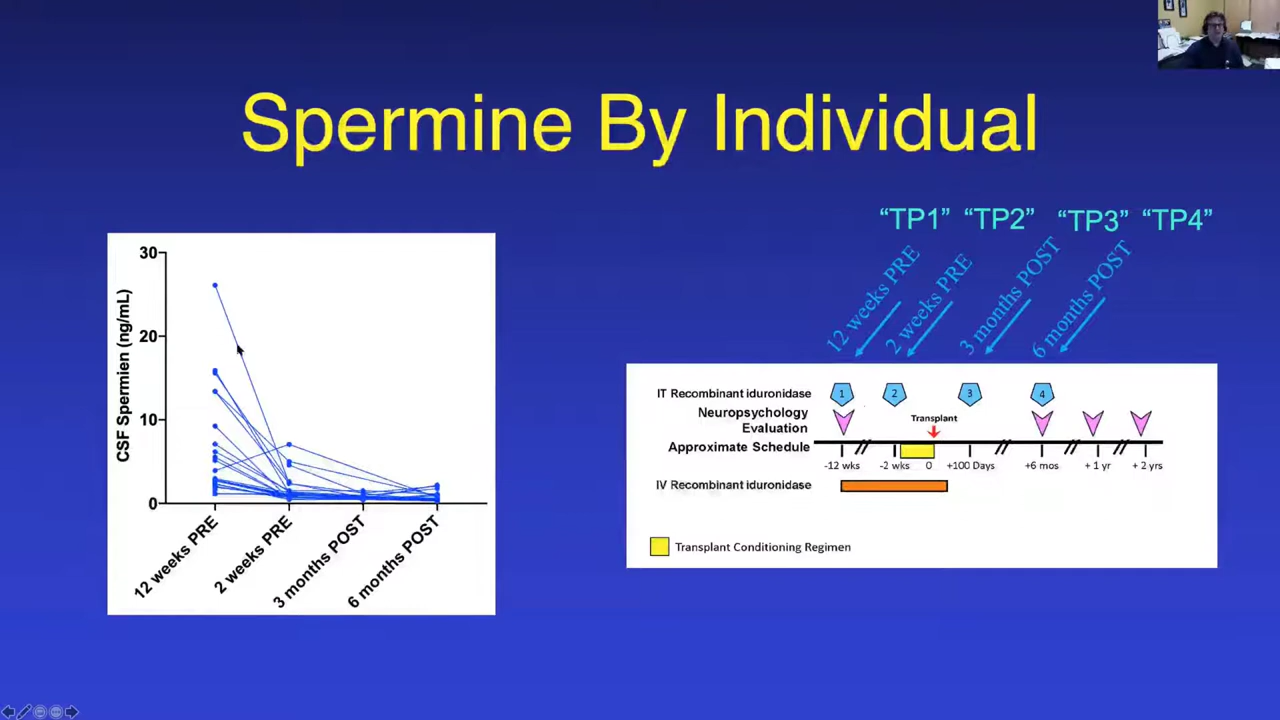 Spermine By Individual
30
20
10
0
CSF Spermien (ng/mL)
12 weeks PRE
2 weeks PRE
3 months POST
6 months POST
“TP1” “TP2” “TP3” “TP4”
12 weeks PRE
2 weeks PRE
3 months POST
6 months POST
IT Recombinant iduronidase
1 2 3 4
Neuropsychology
Evaluation
Transplant
Approximate Schedule
-12 wks -2 wks 0 +100 Days +6 mos + 1 yr + 2 yrs
IV Recombinant iduronidase
Transplant Conditioning Regimen